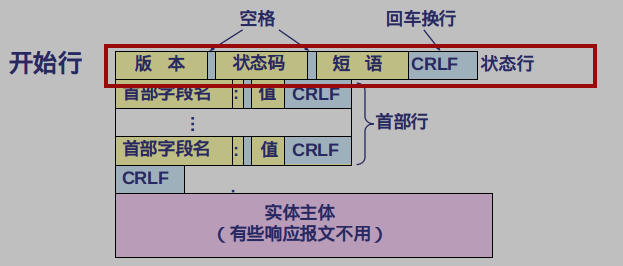 空格 回车换行
开始行 版 本 状态码 短 语 CRLF 状态行
首部字段名 : 值 CRLF
⋮ 首部行
首部字段名 : 值 CRLF
CRLF
实体主体
（有些响应报文不用）